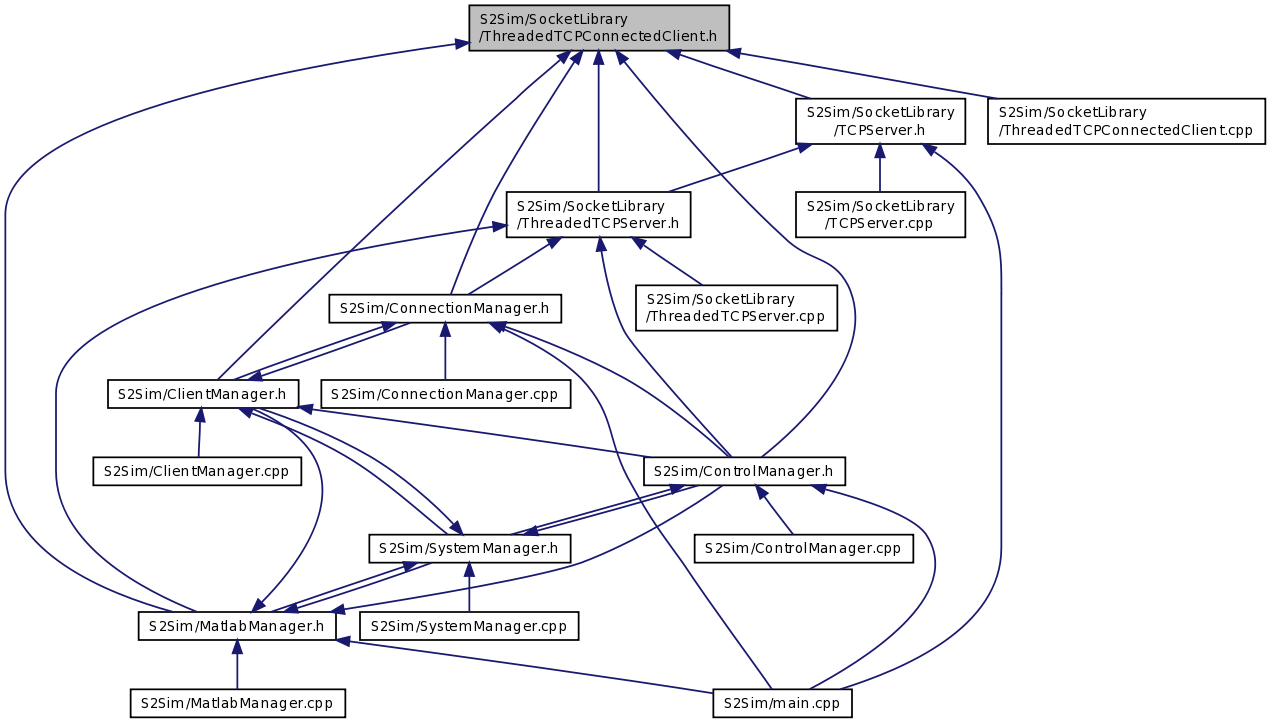 S2Sim/SocketLibrary
/ThreadedTCPConnectedClient.h
S2Sim/SocketLibrary
/TCPServer.h
S2Sim/SocketLibrary
/ThreadedTCPConnectedClient.cpp
S2Sim/SocketLibrary
/ThreadedTCPServer.h
S2Sim/SocketLibrary
/TCPServer.cpp
S2Sim/ConnectionManager.h
S2Sim/SocketLibrary
/ThreadedTCPServer.cpp
S2Sim/ClientManager.h
S2Sim/ConnectionManager.cpp
S2Sim/ClientManager.cpp
S2Sim/ControlManager.h
S2Sim/SystemManager.h
S2Sim/ControlManager.cpp
S2Sim/MatlabManager.h
S2Sim/SystemManager.cpp
S2Sim/MatlabManager.cpp
S2Sim/main.cpp